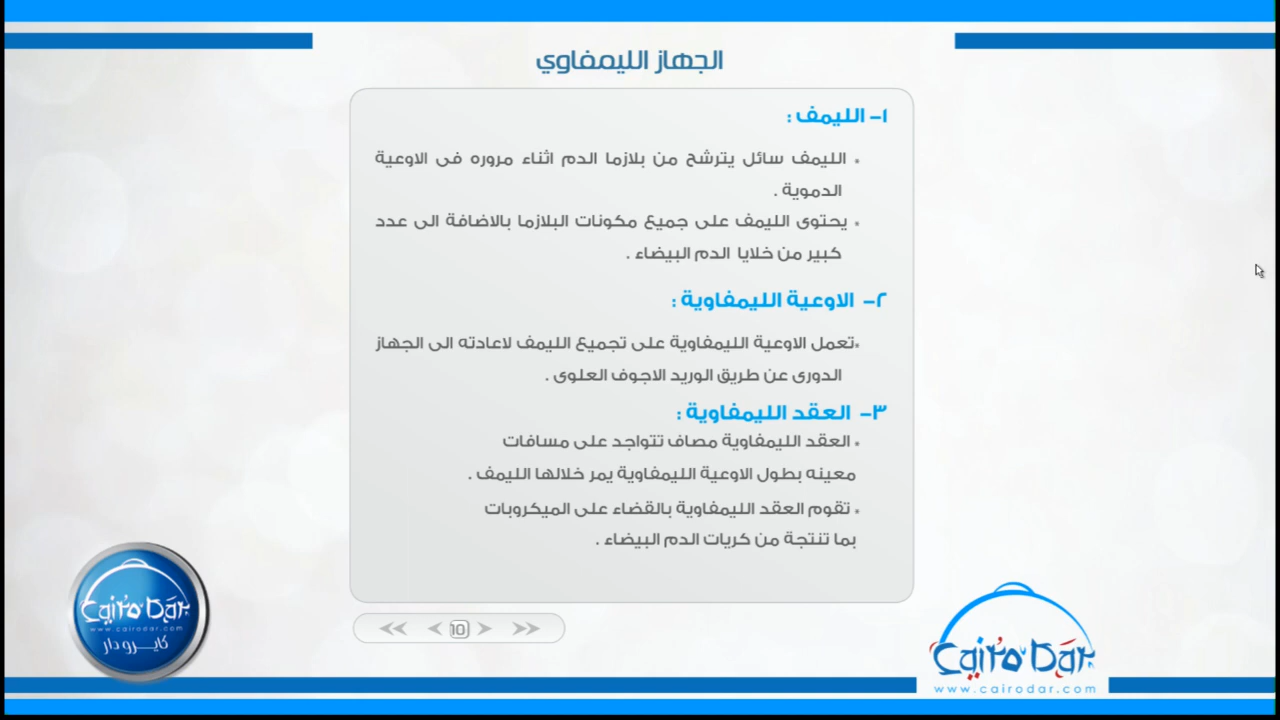 الجهاز الليمفاوي
١- الليمف :
* الليمف سائل يترشح من بلازما الدم اثناء مروره فى الاوعية
الدموية .
* يحتوى الليمف على جميع مكونات البلازما بالاضافة الى عدد
كبير من خلايا الدم البيضاء .
٢- الاوعية الليمفاوية :
*تعمل الاوعية الليمفاوية على تجميع الليمف لاعادته الى الجهاز
الدورى عن طريق الوريد الاجوف العلوى .
٣- العقد الليمفاوية :
* العقد الليمفاوية مصاف تتواجد على مسافات
معينه بطول الاوعية الليمفاوية يمر خلالها الليمف .
* تقوم العقد الليمفاوية بالقضاء على الميكروبات
بما تنتجة من كريات الدم البيضاء .
10
Cairo Dar
www.cairodar.com
كايرودار
Cairo Dar
www.cairodar.com